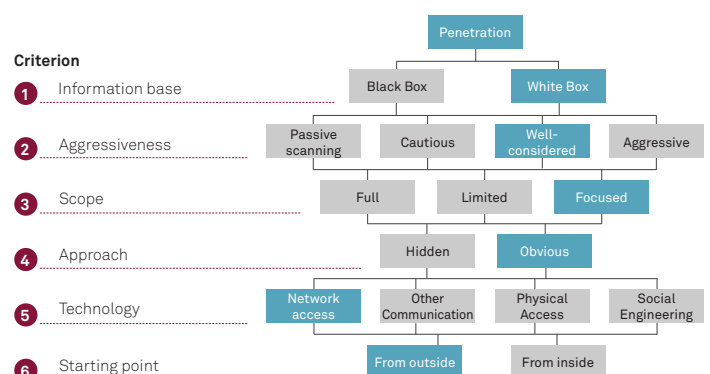 Penetration
Criterion
1 Information base
Black Box
White Box
2 Aggressiveness
Passive
scanning
Cautious
Well-
considered
Aggressive
3 Scope
Full
Limited
Focused
4 Approach
Hidden
Obvious
5 Technology
Network
access
Other
Communication
Physical
Access
Social
Engineering
6 Starting point
From outside
From inside